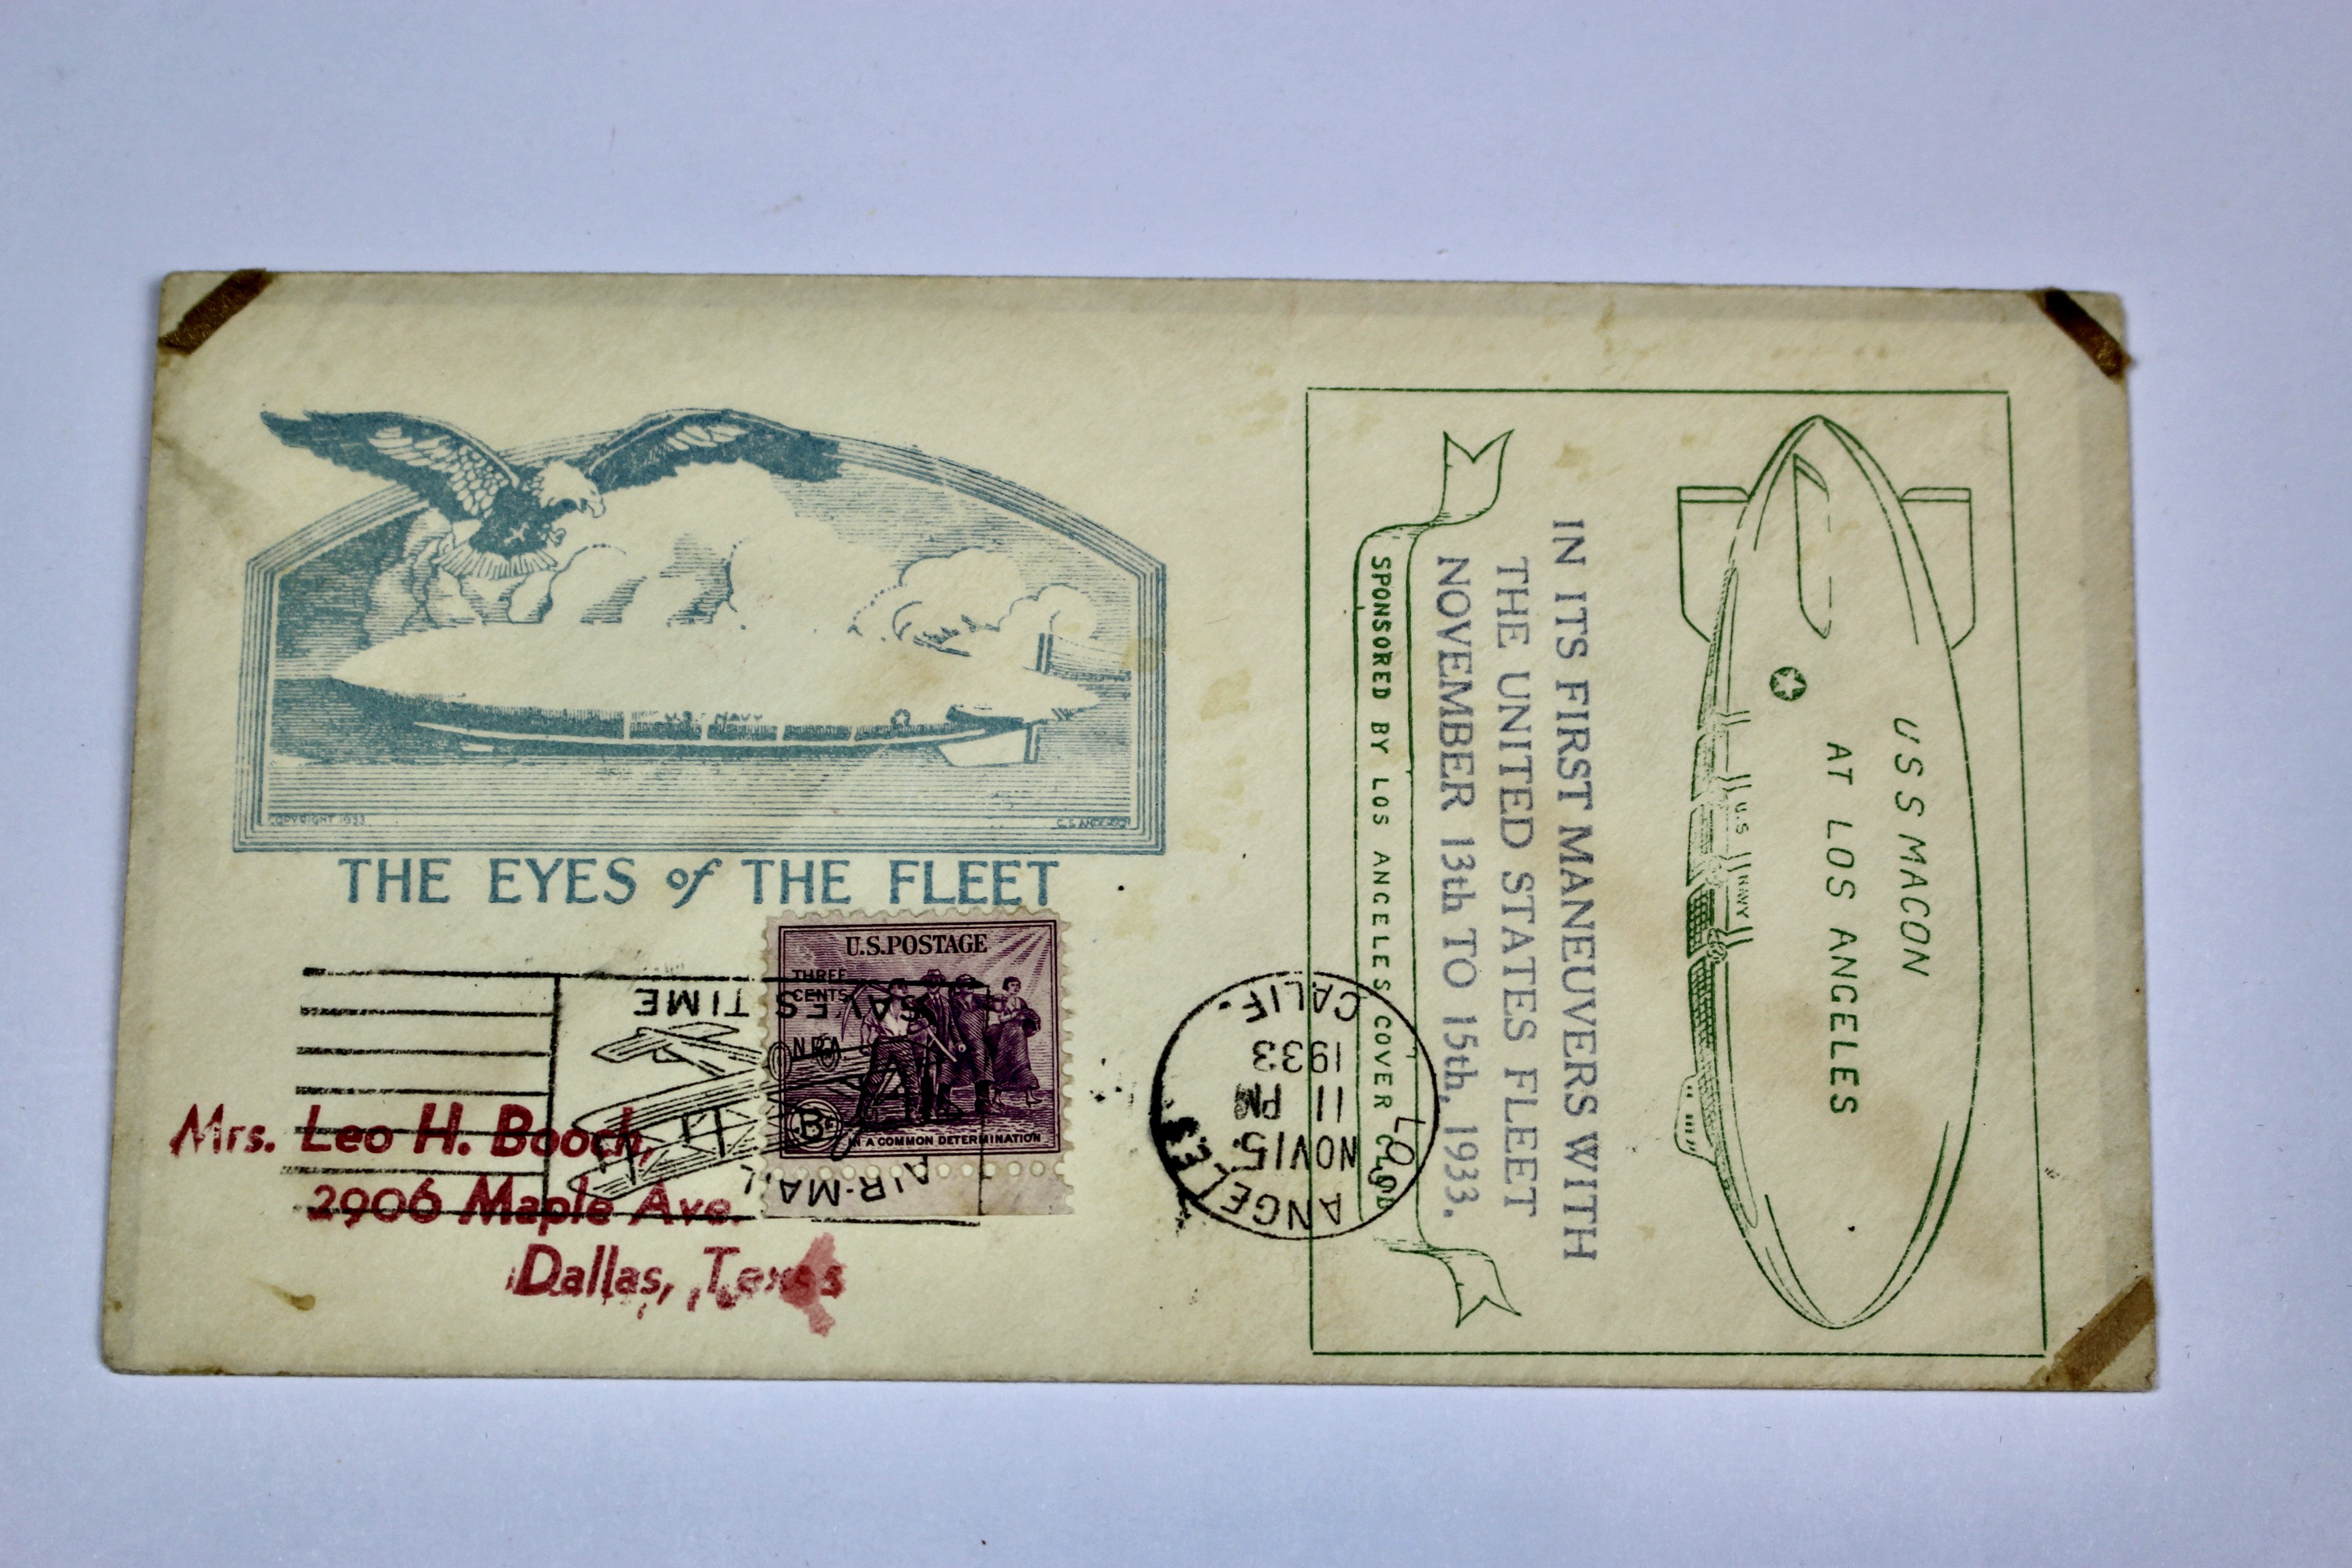 U.S. NAVY
COPYRIGHT 1933
C.S. ANDERSON
THE EYES of THE FLEET
U.S. POSTAGE
THREE
CENTS
N.R.A.
IN A COMMON DETERMINATION
AIR-MAIL
SAVES TIME
Mrs. Leo H. Booch,
2906 Maple Ave.
Dallas, Texas
LOS ANGELES
NOV 15
11 PM
1933
CALIF.
USS MACON
AT LOS ANGELES
U.S. NAVY
IN ITS FIRST MANEUVERS WITH
THE UNITED STATES FLEET
NOVEMBER 13th TO 15th, 1933.
SPONSORED BY LOS ANGELES COVER CLUB